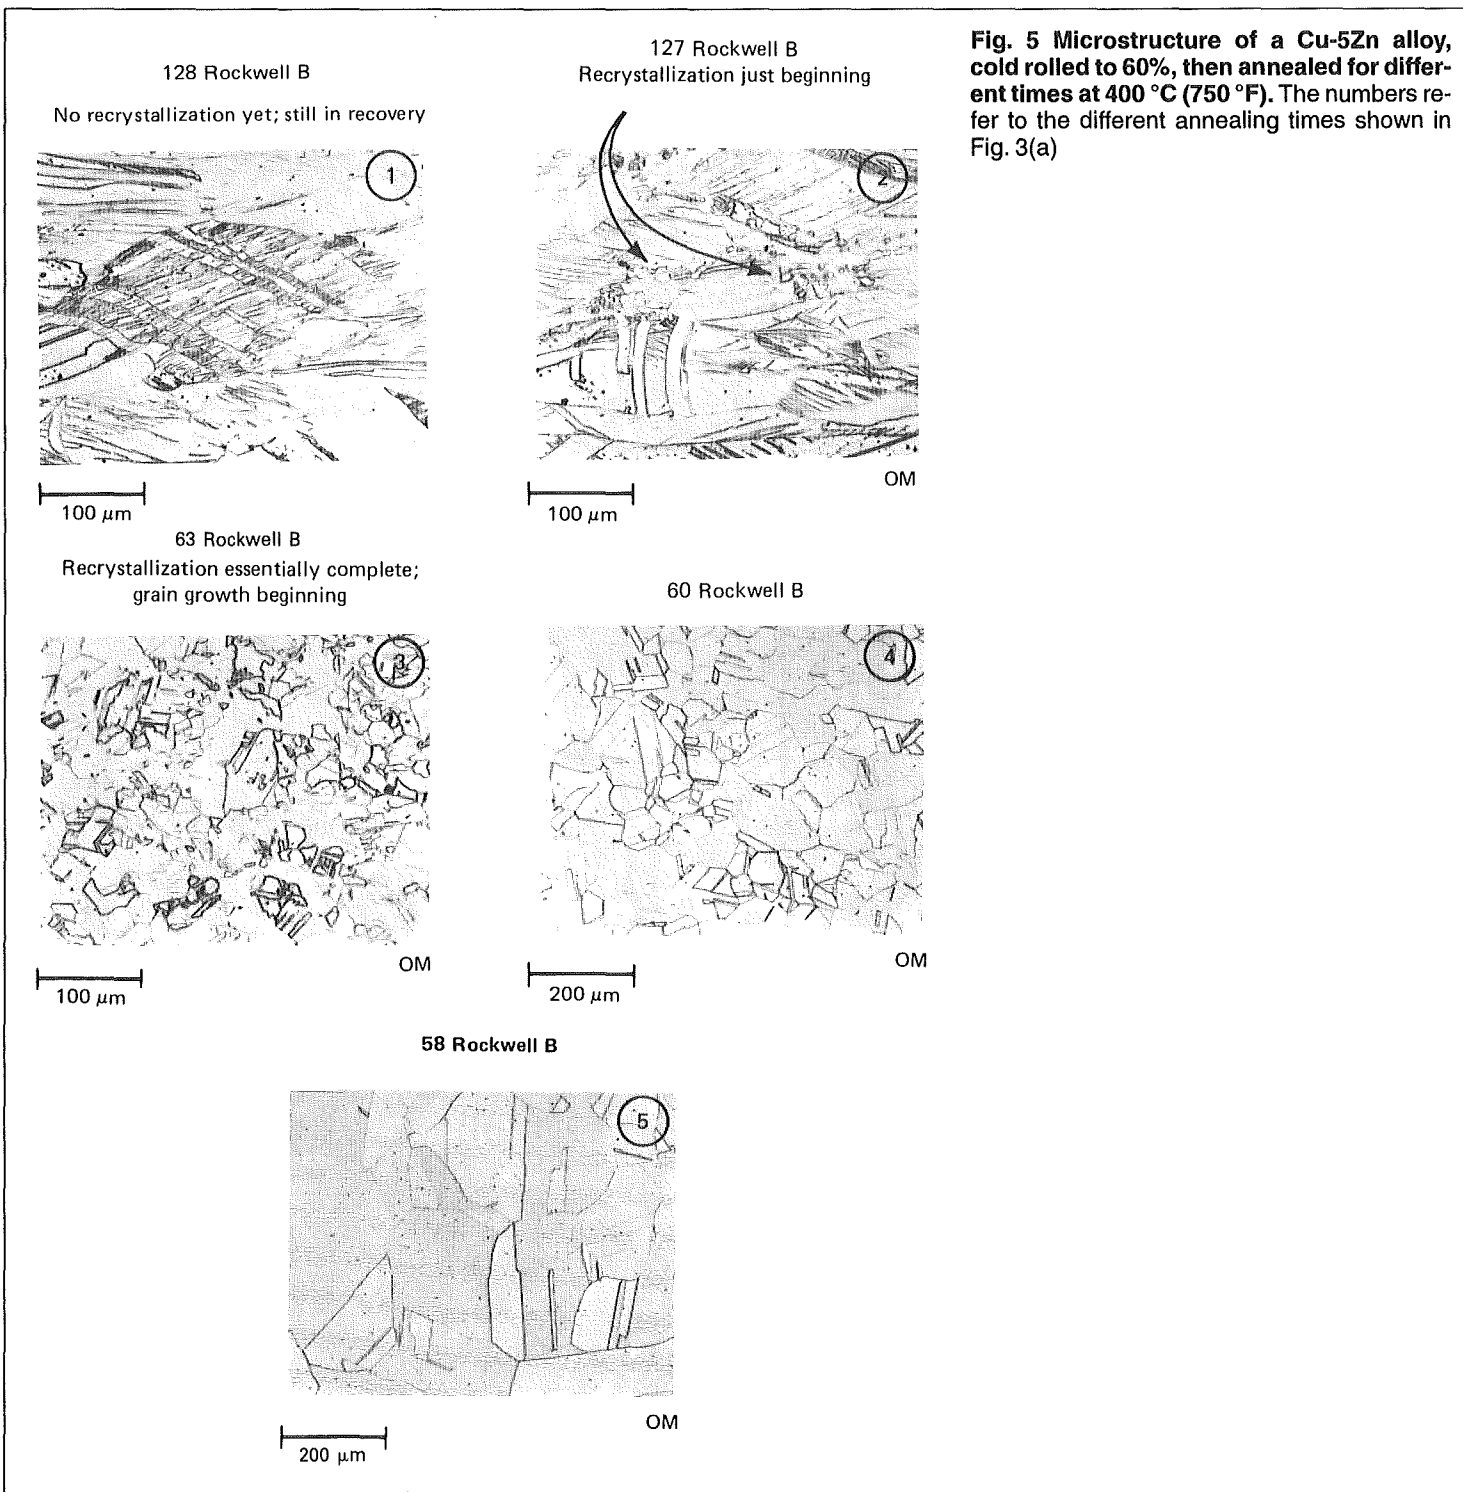 Fig. 5 Microstructure of a Cu-5Zn alloy,
cold rolled to 60%, then annealed for differ-
ent times at 400 °C (750 °F). The numbers re-
fer to the different annealing times shown in
Fig. 3(a)
128 Rockwell B
No recrystallization yet; still in recovery
1
100 μm
127 Rockwell B
Recrystallization just beginning
2
OM
100 μm
63 Rockwell B
Recrystallization essentially complete;
grain growth beginning
3
OM
100 μm
60 Rockwell B
4
OM
200 μm
58 Rockwell B
5
OM
200 μm